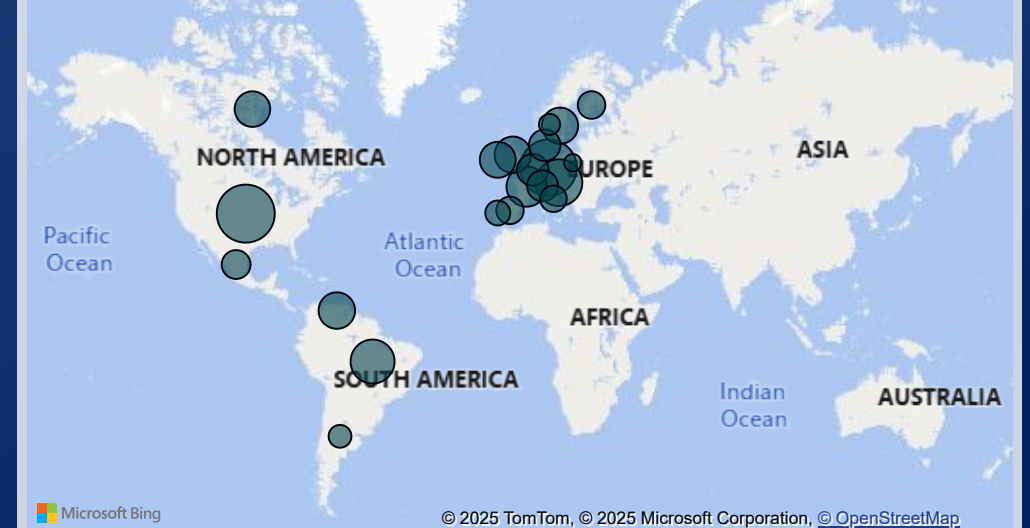 NORTH AMERICA
ASIA
EUROPE
Pacific
Ocean
Atlantic
Ocean
AFRICA
SOUTH AMERICA
Indian
Ocean
AUSTRALIA
Microsoft Bing
© 2025 TomTom, © 2025 Microsoft Corporation, © OpenStreetMap